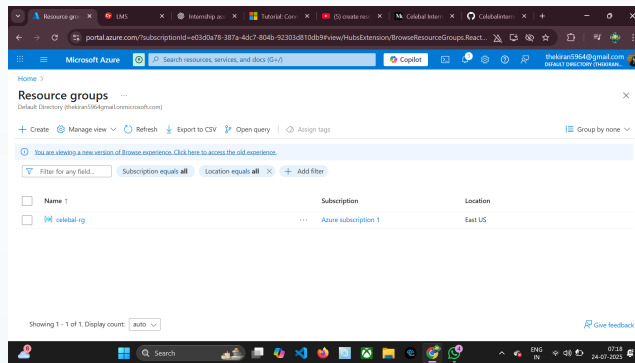 Resource grou
LMS
Internship ass
Tutorial: Conn
(5) create reso
Celebal Intern
Celebalintern
portal.azure.com/?subscriptionId=e03d0a78-387a-4dc7-804b-92303d810db9#view/HubsExtension/BrowseResourceGroups.React...
Microsoft Azure
Search resources, services, and docs (G+/)
Copilot
thekiran5964@gmail.com
DEFAULT DIRECTORY (THEKIRAN...
Home >
Resource groups ...
Default Directory (thekiran5964gmail.onmicrosoft.com)
Create
Manage view
Refresh
Export to CSV
Open query
Assign tags
Group by none
You are viewing a new version of Browse experience. Click here to access the old experience.
Filter for any field...
Subscription equals all
Location equals all
Add filter
Name ↑
Subscription
Location
celebal-rg
...
Azure subscription 1
East US
Showing 1 - 1 of 1. Display count: auto
Give feedback
Search
ENG
IN
07:18
24-07-2025